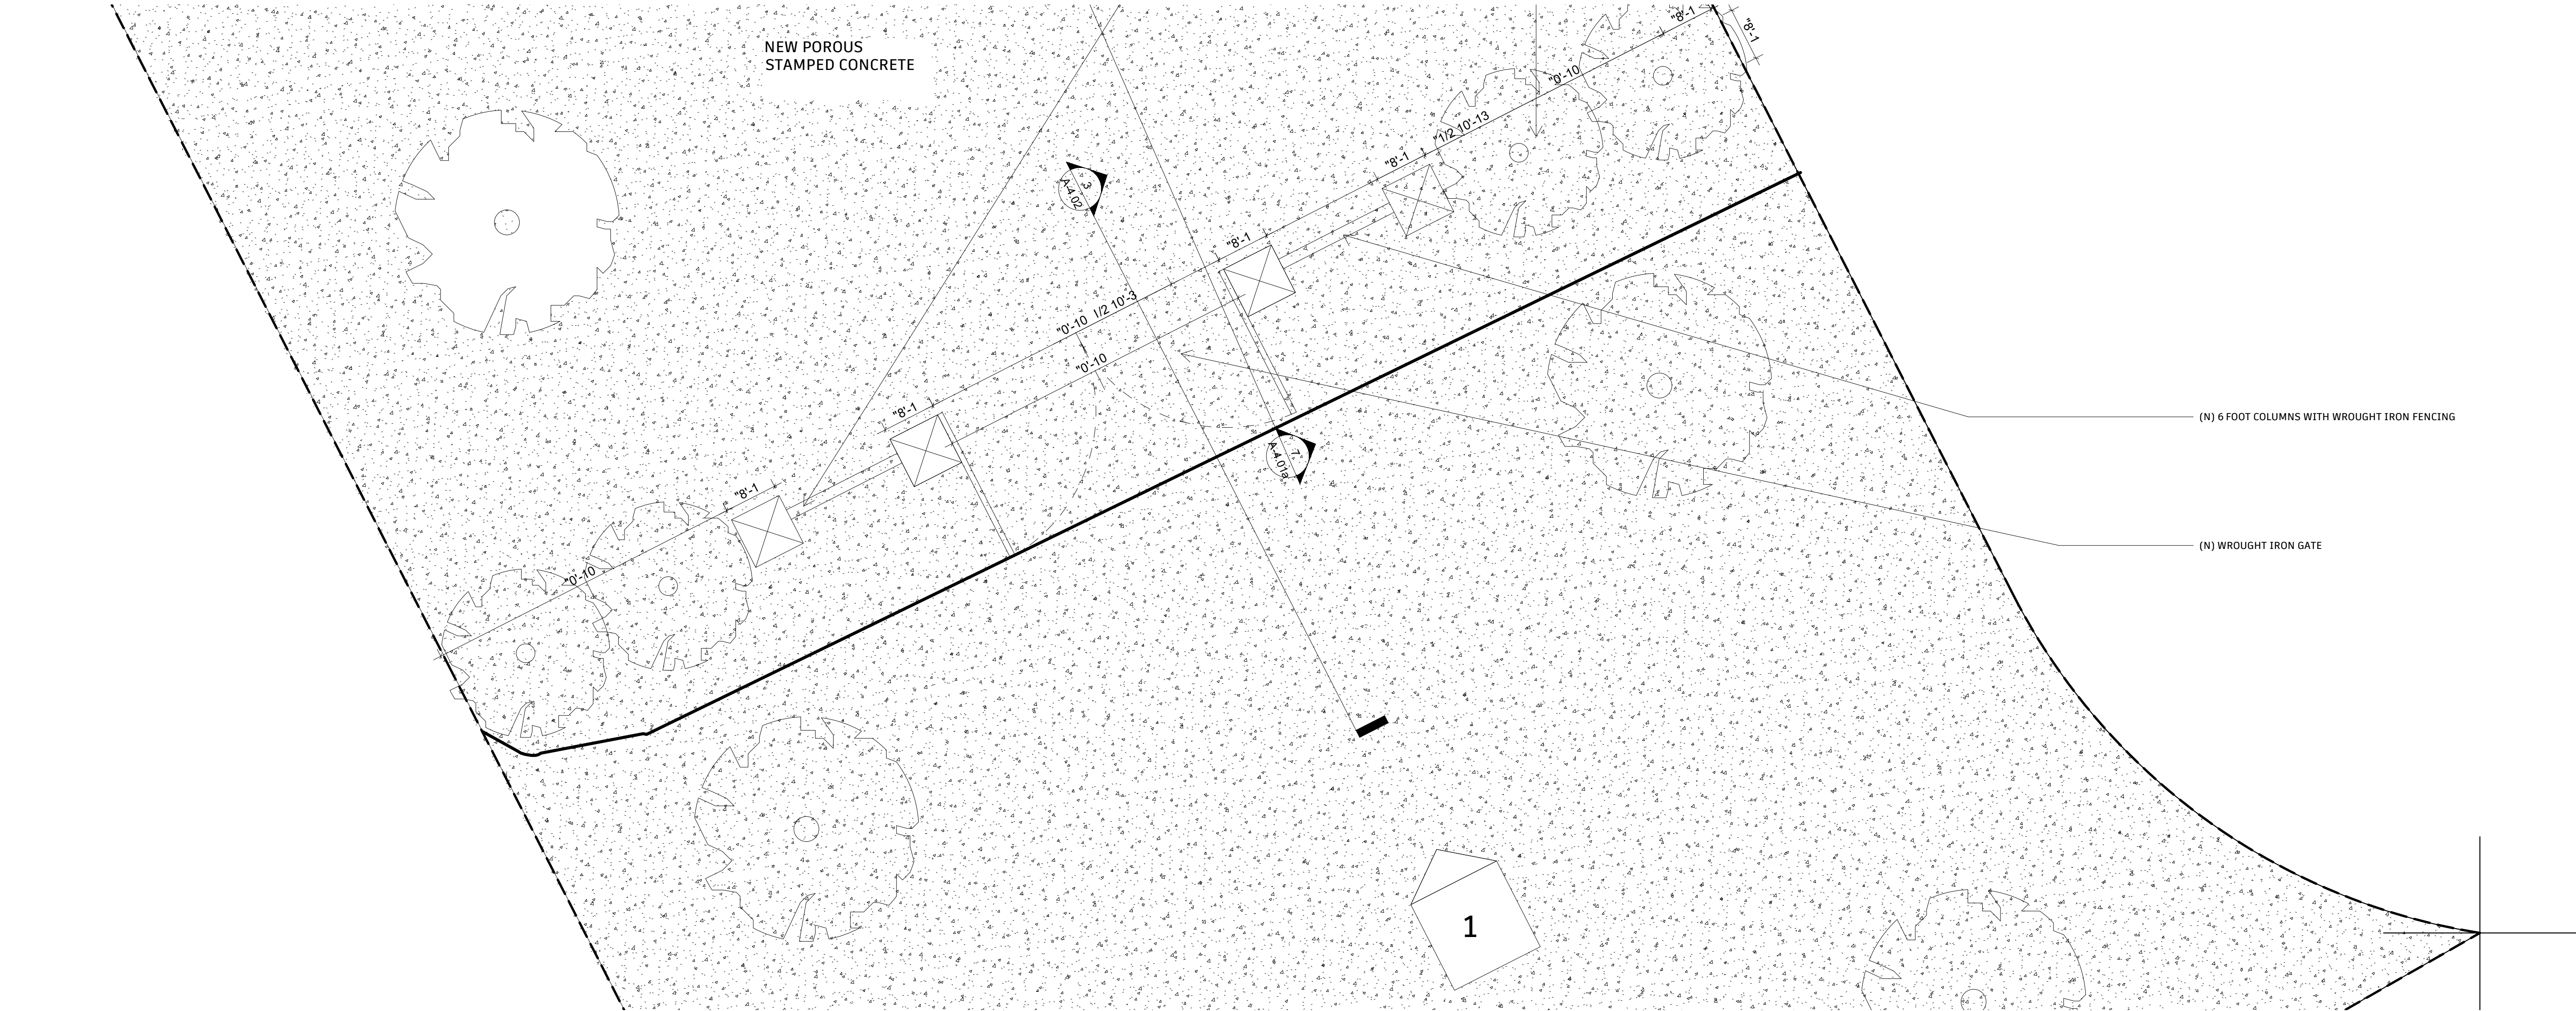 NEW POROUS
STAMPED CONCRETE
"8'-1
"8'-1
"0'-10
"1/2 10'-13
"8'-1
3
A-4.02
"8'-1
"0'-10 1/2 10'-3
"0'-10
"8'-1
(N) 6 FOOT COLUMNS WITH WROUGHT IRON FENCING
7
A-4.01a
"8'-1
(N) WROUGHT IRON GATE
"0'-10
1